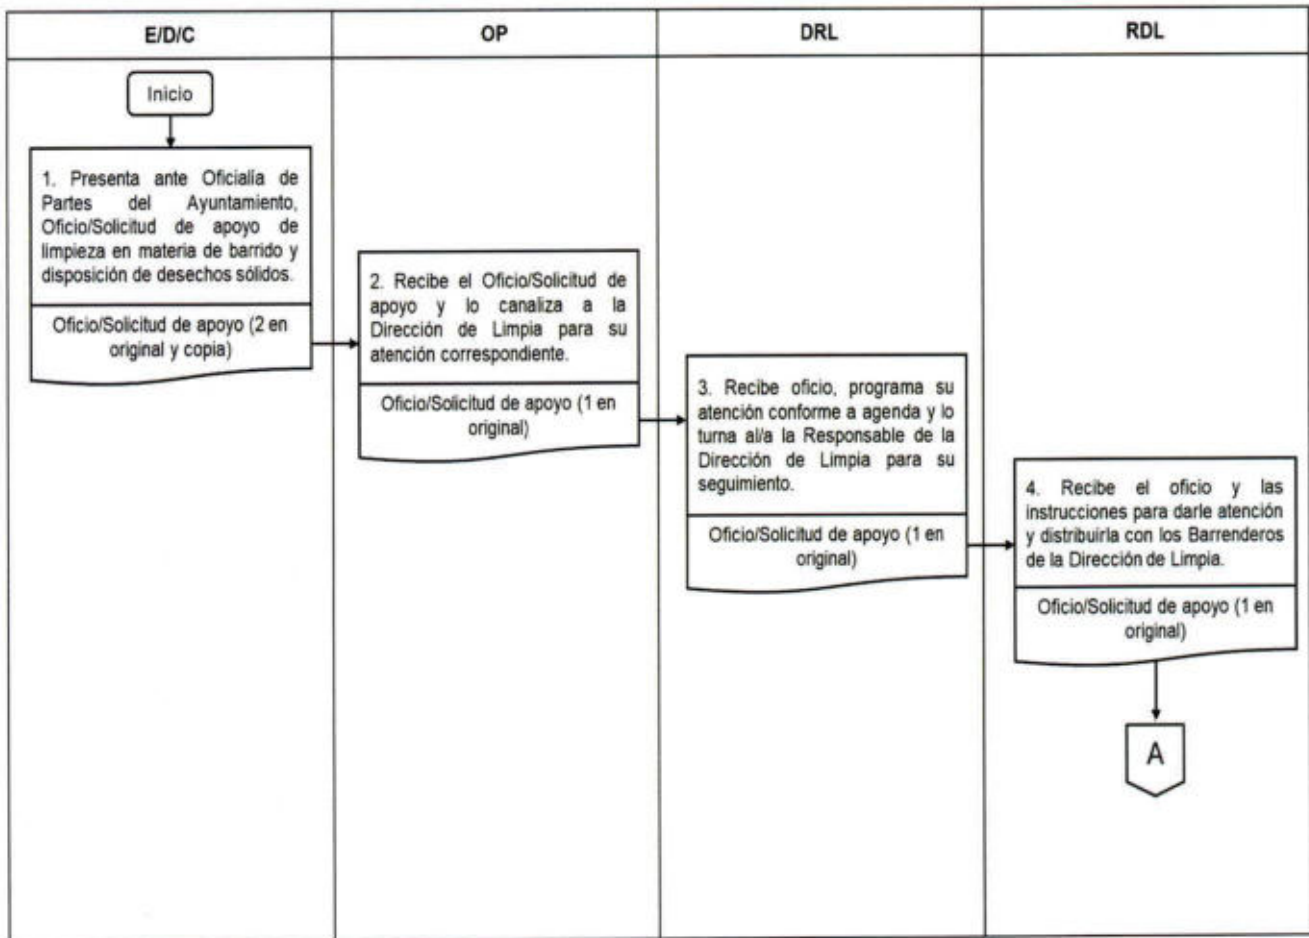 E/D/C
OP
DRL
RDL
Inicio
1. Presenta ante Oficialía de
Partes del Ayuntamiento,
Oficio/Solicitud de apoyo de
limpieza en materia de barrido y
disposición de desechos sólidos.
Oficio/Solicitud de apoyo (2 en
original y copia)
2. Recibe el Oficio/Solicitud de
apoyo y lo canaliza a la
Dirección de Limpia para su
atención correspondiente.
Oficio/Solicitud de apoyo (1 en
original)
3. Recibe oficio, programa su
atención conforme a agenda y lo
turna al/a la Responsable de la
Dirección de Limpia para su
seguimiento.
Oficio/Solicitud de apoyo (1 en
original)
4. Recibe el oficio y las
instrucciones para darle atención
y distribuirla con los Barrenderos
de la Dirección de Limpia.
Oficio/Solicitud de apoyo (1 en
original)
A